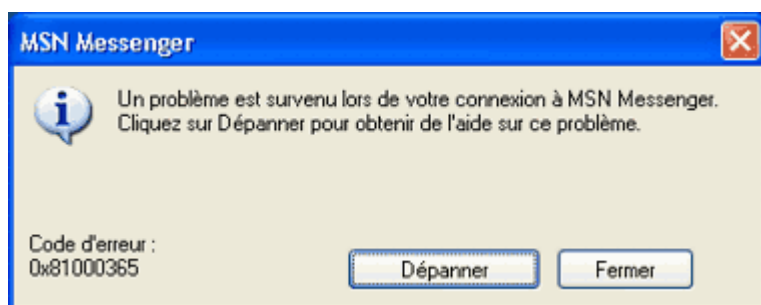 MSN Messenger
Un problème est survenu lors de votre connexion à MSN Messenger.
Cliquez sur Dépanner pour obtenir de l'aide sur ce problème.
Code d'erreur :
0x81000365
Dépanner
Fermer